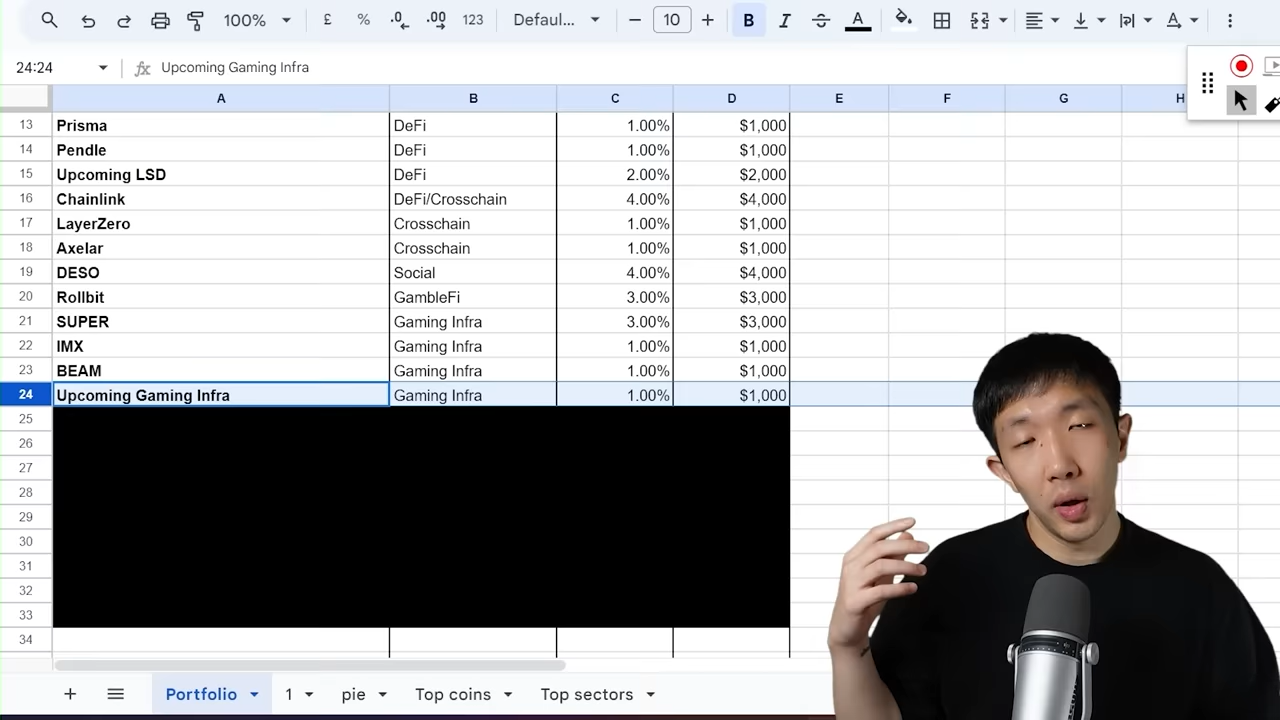 100% £ % .0 .00 123 Defaul... − 10 + B I A A
24:24 fx Upcoming Gaming Infra
A B C D E F G H
13 Prisma DeFi 1.00% $1,000
14 Pendle DeFi 1.00% $1,000
15 Upcoming LSD DeFi 2.00% $2,000
16 Chainlink DeFi/Crosschain 4.00% $4,000
17 LayerZero Crosschain 1.00% $1,000
18 Axelar Crosschain 1.00% $1,000
19 DESO Social 4.00% $4,000
20 Rollbit GambleFi 3.00% $3,000
21 SUPER Gaming Infra 3.00% $3,000
22 IMX Gaming Infra 1.00% $1,000
23 BEAM Gaming Infra 1.00% $1,000
24 Upcoming Gaming Infra Gaming Infra 1.00% $1,000
25
26
27
28
29
30
31
32
33
34
+ Portfolio 1 pie Top coins Top sectors